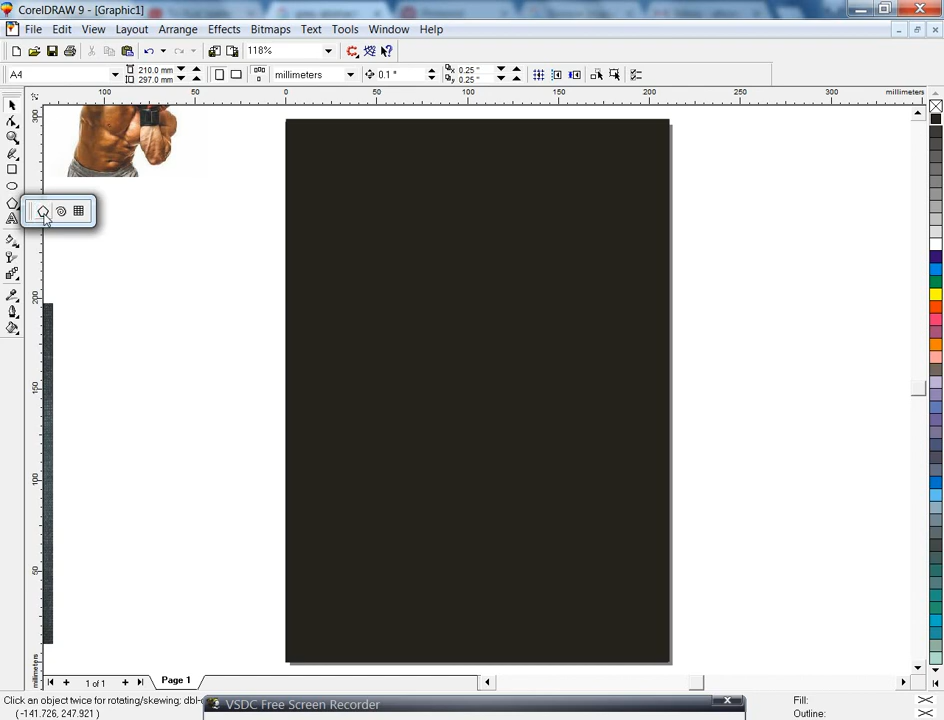 CorelDRAW 9 - [Graphic1]
File Edit View Layout Arrange Effects Bitmaps Text Tools Window Help
118%
A4 210.0 mm 297.0 mm millimeters 0.1 " 0.25 " 0.25 "
100 50 0 50 100 150 200 250 300 millimeters
300
200
150
100
50
millimeters
1 of 1 Page 1
Click an object twice for rotating/skewing; dbl-c
VSDC Free Screen Recorder
Fill:
( -141.726, 247.921 )
Outline: